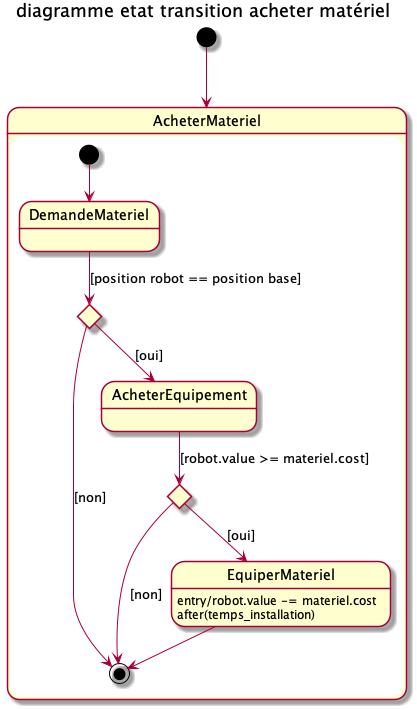 diagramme etat transition acheter matériel
AcheterMateriel
DemandeMateriel
[position robot == position base]
[oui]
AcheterEquipement
[robot.value >= materiel.cost]
[non]
[oui]
EquiperMateriel
[non]
entry/robot.value -= materiel.cost
after(temps_installation)